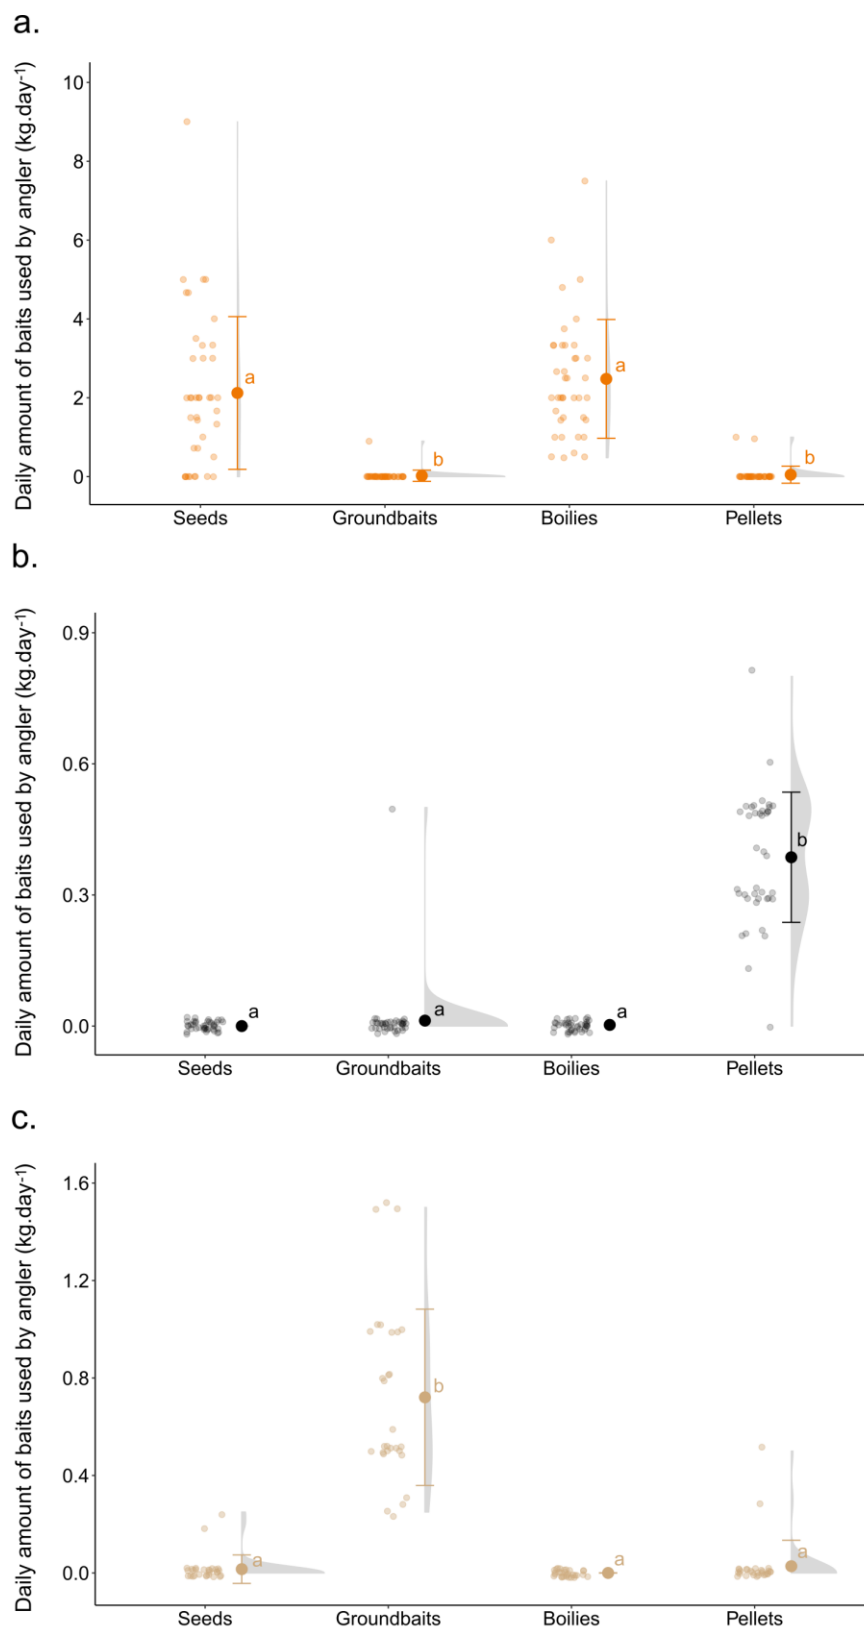 a.
Daily amount of baits used by angler (kg.day⁻¹)
10
8
6
4
2
0
a
b
a
b
Seeds
Groundbaits
Boilies
Pellets
b.
Daily amount of baits used by angler (kg.day⁻¹)
0.9
0.6
0.3
0.0
a
a
a
b
Seeds
Groundbaits
Boilies
Pellets
c.
Daily amount of baits used by angler (kg.day⁻¹)
1.6
1.2
0.8
0.4
0.0
a
b
a
a
Seeds
Groundbaits
Boilies
Pellets